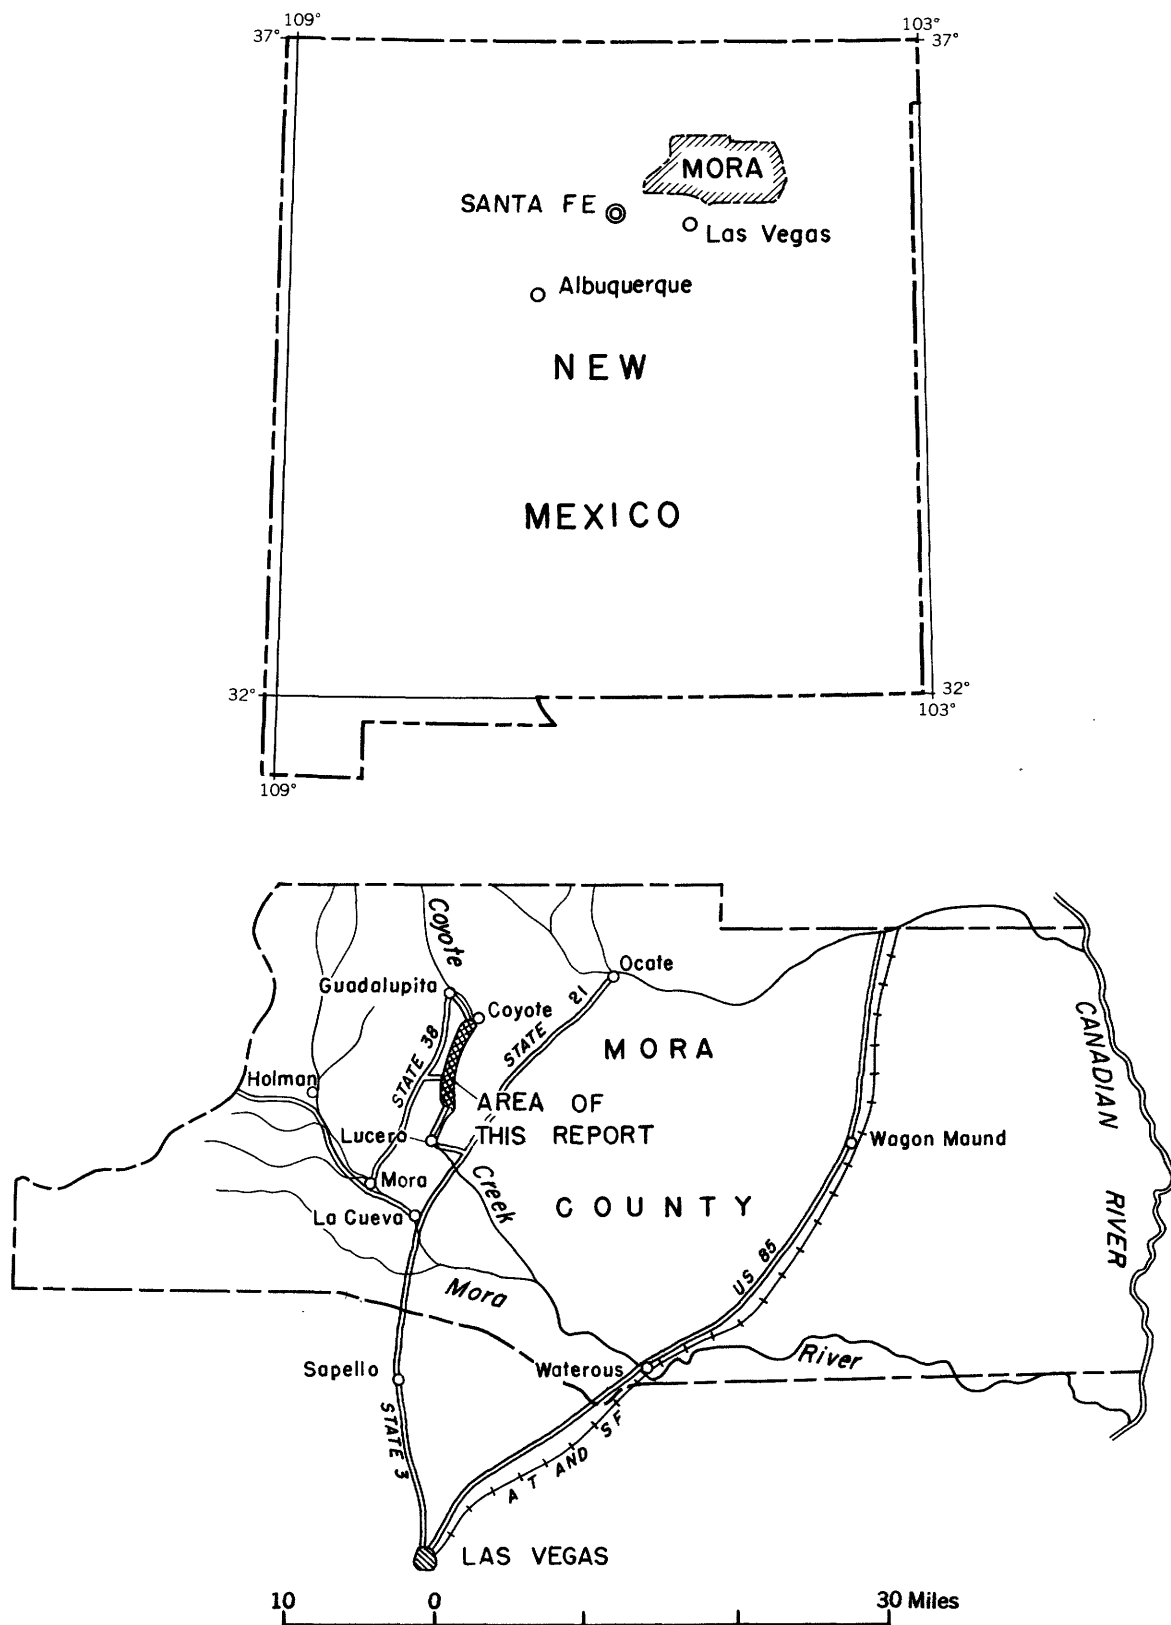 109°
103°
37°
37°
MORA
SANTA FE
Las Vegas
Albuquerque
NEW
MEXICO
32°
32°
103°
109°
Coyote
Ocate
Guadalupita
Coyote
STATE 21
CANADIAN RIVER
STATE 38
MORA
Holman
AREA OF
THIS REPORT
Lucero
Wagon Maund
Mora
Creek
COUNTY
La Cueva
US 85
Mora
River
Sapello
Waterous
STATE 3
A T AND SF
LAS VEGAS
10 0 30 Miles